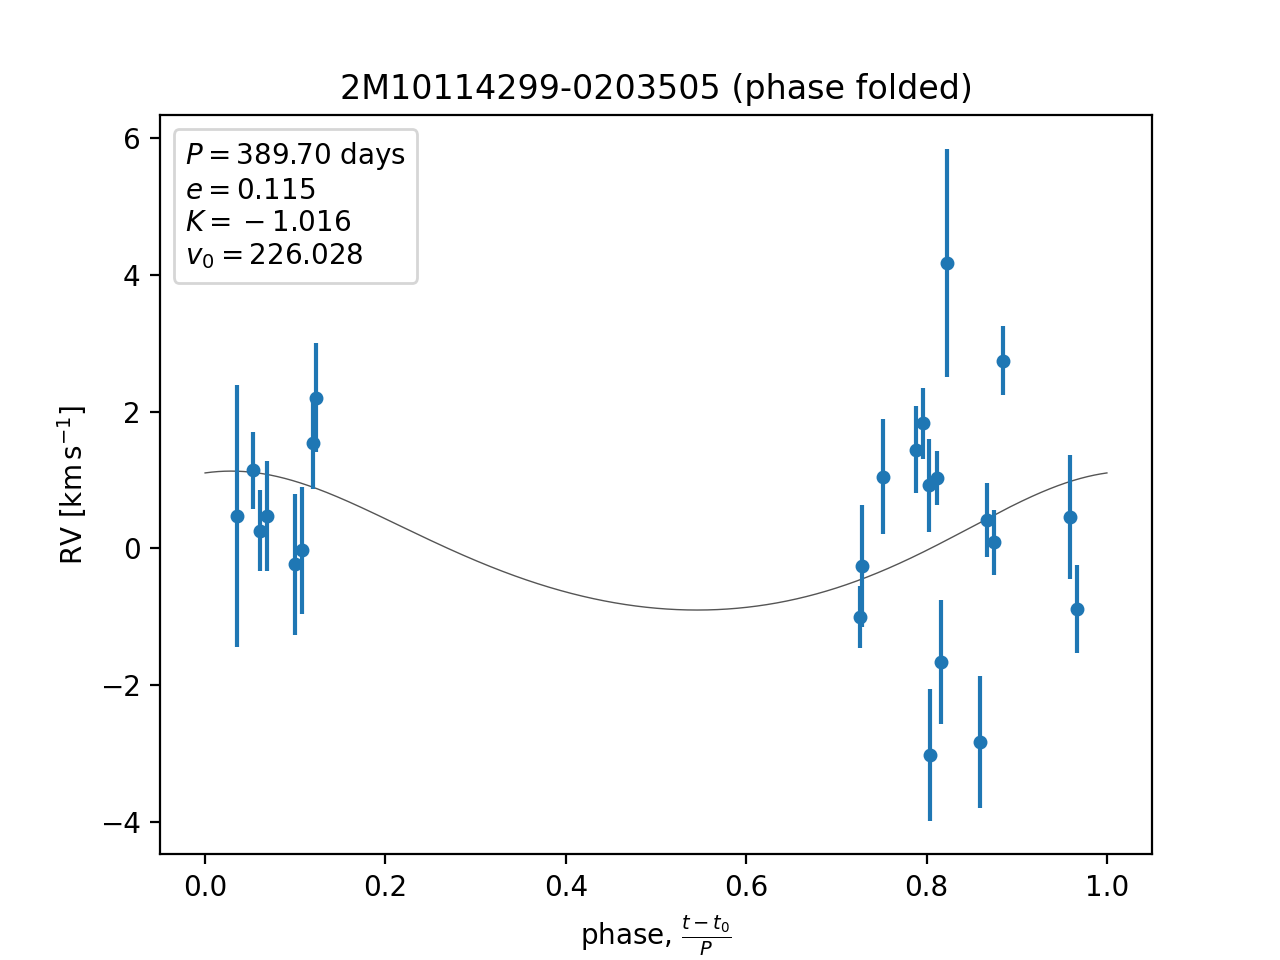 2M10114299-0203505 (phase folded)
P = 389.70 days
e = 0.115
K = −1.016
v₀ = 226.028
RV [km s⁻¹]
6
4
2
0
−2
−4
0.0 0.2 0.4 0.6 0.8 1.0
phase, (t − t₀)/P